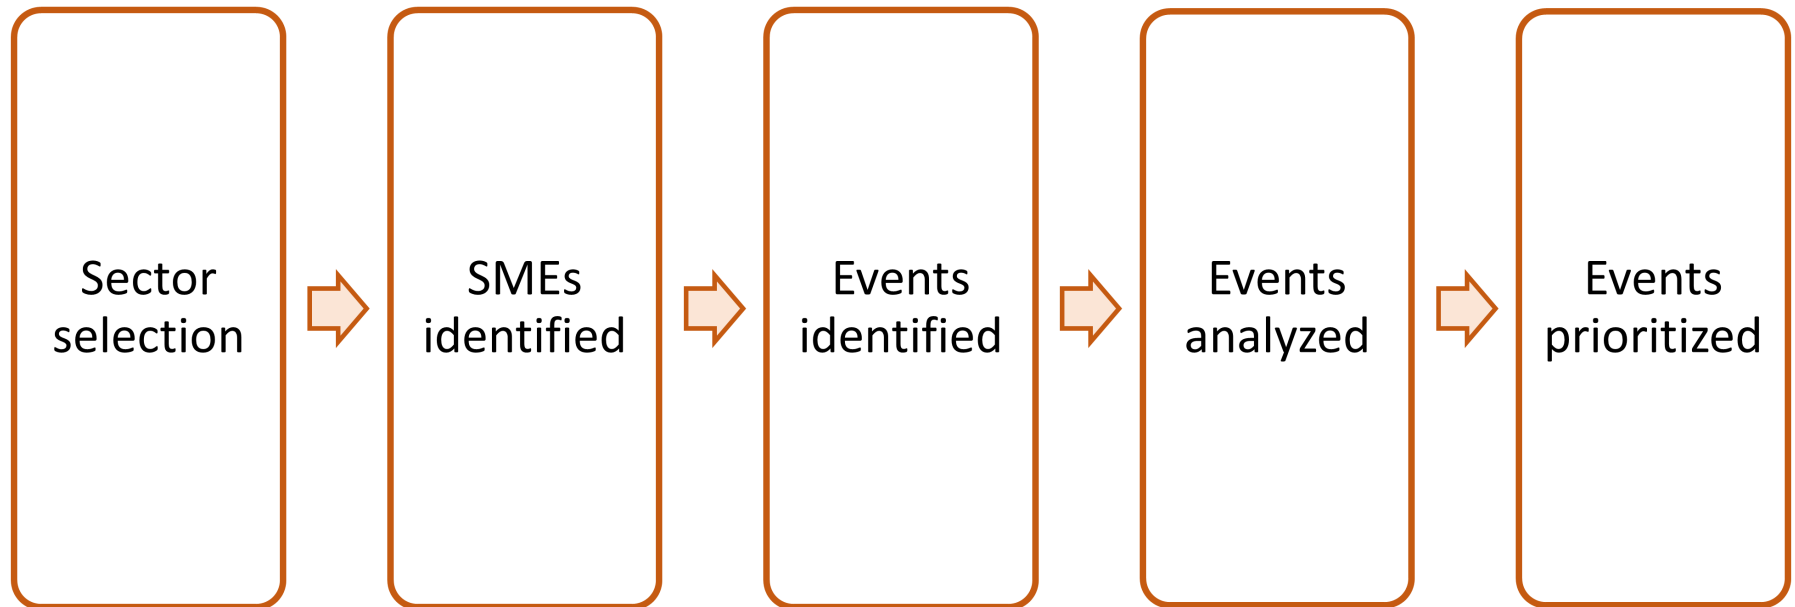 Sector
selection
SMEs
identified
Events
identified
Events
analyzed
Events
prioritized